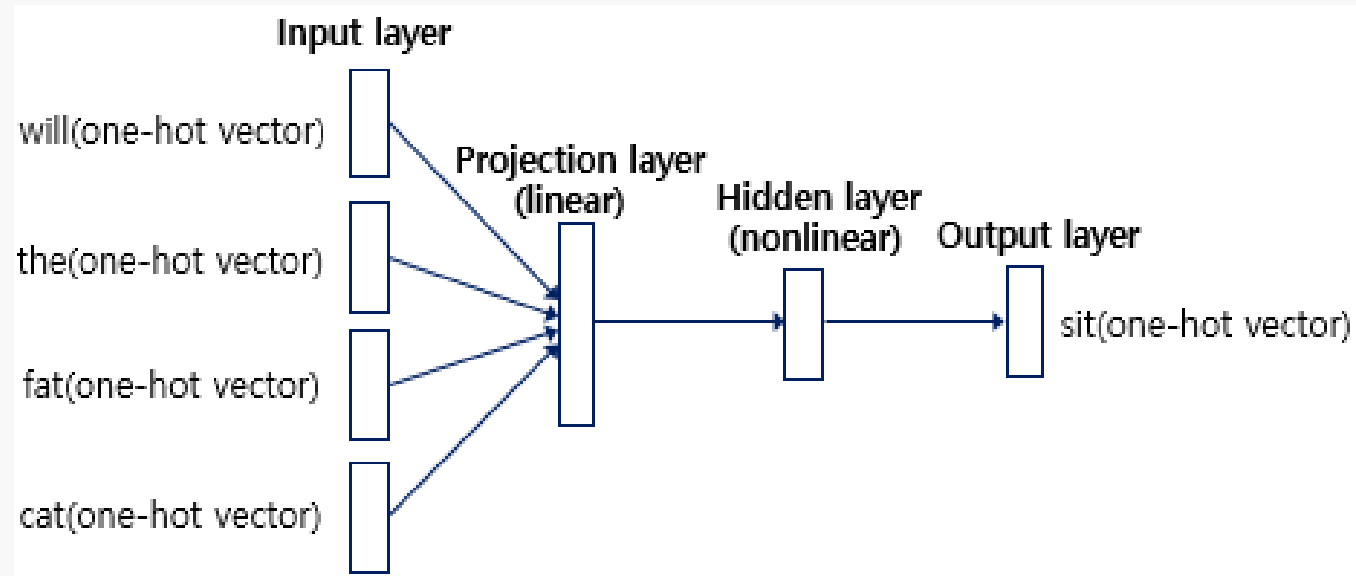 Input layer
will(one-hot vector)
Projection layer
(linear)
the(one-hot vector)
Hidden layer
(nonlinear)
Output layer
sit(one-hot vector)
fat(one-hot vector)
cat(one-hot vector)